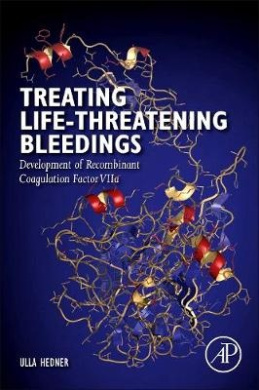 TREATING
LIFE-THREATENING
BLEEDINGS
Development of Recombinant
Coagulation Factor VIIa
ULLA HEDNER
AP